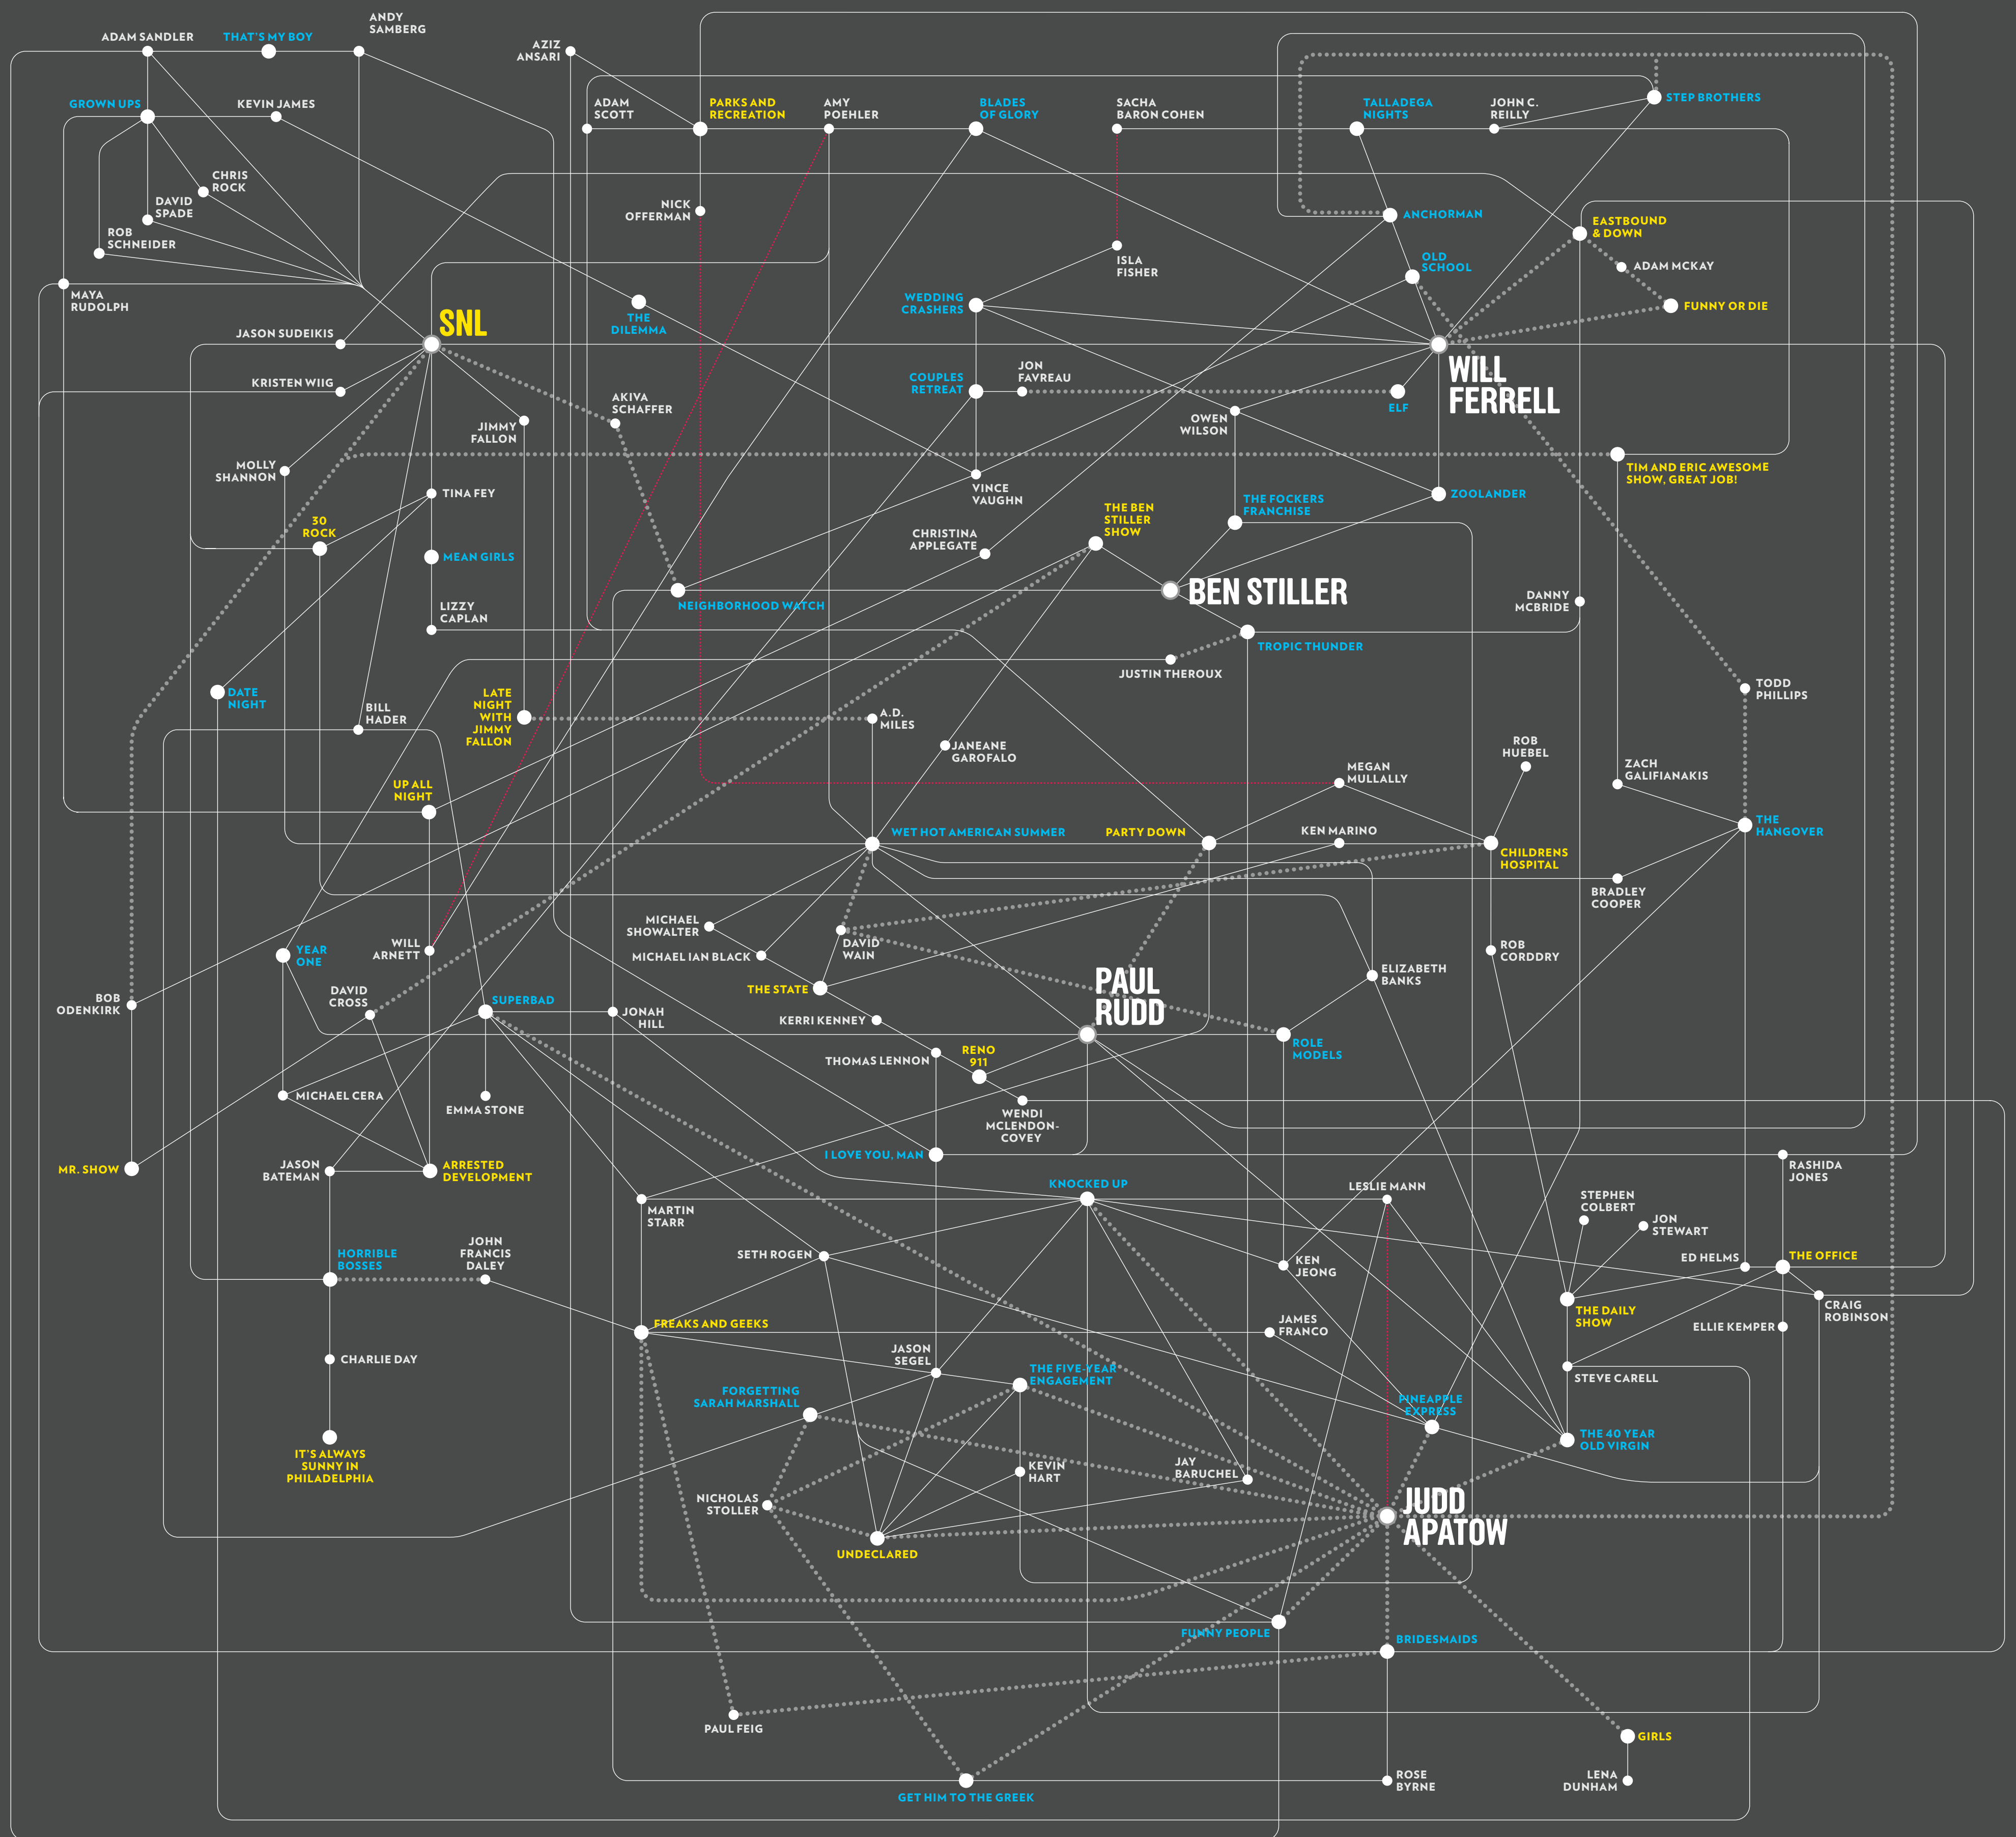 ANDY
SAMBERG
ADAM SANDLER
THAT'S MY BOY
AZIZ
ANSARI
GROWN UPS
KEVIN JAMES
ADAM
SCOTT
PARKS AND
RECREATION
AMY
POEHLER
BLADES
OF GLORY
SACHA
BARON COHEN
TALLADEGA
NIGHTS
JOHN C.
REILLY
STEP BROTHERS
CHRIS
ROCK
DAVID
SPADE
NICK
OFFERMAN
ANCHORMAN
EASTBOUND
& DOWN
ROB
SCHNEIDER
ISLA
FISHER
OLD
SCHOOL
ADAM MCKAY
MAYA
RUDOLPH
WEDDING
CRASHERS
FUNNY OR DIE
SNL
THE
DILEMMA
JASON SUDEIKIS
WILL
FERRELL
KRISTEN WIIG
COUPLES
RETREAT
JON
FAVREAU
ELF
AKIVA
SCHAFFER
JIMMY
FALLON
OWEN
WILSON
MOLLY
SHANNON
TIM AND ERIC AWESOME
SHOW, GREAT JOB!
TINA FEY
VINCE
VAUGHN
THE FOCKERS
FRANCHISE
ZOOLANDER
30
ROCK
THE BEN
STILLER
SHOW
CHRISTINA
APPLEGATE
MEAN GIRLS
BEN STILLER
NEIGHBORHOOD WATCH
DANNY
MCBRIDE
LIZZY
CAPLAN
TROPIC THUNDER
JUSTIN THEROUX
TODD
PHILLIPS
DATE
NIGHT
BILL
HADER
LATE
NIGHT
WITH
JIMMY
FALLON
A.D.
MILES
JANEANE
GAROFALO
ROB
HUEBEL
MEGAN
MULLALLY
ZACH
GALIFIANAKIS
UP ALL
NIGHT
WET HOT AMERICAN SUMMER
PARTY DOWN
KEN MARINO
CHILDRENS
HOSPITAL
THE
HANGOVER
BRADLEY
COOPER
MICHAEL
SHOWALTER
DAVID
WAIN
MICHAEL IAN BLACK
YEAR
ONE
WILL
ARNETT
ROB
CORDDRY
ELIZABETH
BANKS
BOB
ODENKIRK
DAVID
CROSS
SUPERBAD
JONAH
HILL
THE STATE
PAUL
RUDD
KERRI KENNEY
ROLE
MODELS
THOMAS LENNON
RENO
911
MICHAEL CERA
EMMA STONE
WENDI
MCLENDON-
COVEY
MR. SHOW
JASON
BATEMAN
ARRESTED
DEVELOPMENT
I LOVE YOU, MAN
RASHIDA
JONES
KNOCKED UP
LESLIE MANN
MARTIN
STARR
STEPHEN
COLBERT
JON
STEWART
HORRIBLE
BOSSES
JOHN
FRANCIS
DALEY
SETH ROGEN
KEN
JEONG
ED HELMS
THE OFFICE
THE DAILY
SHOW
CRAIG
ROBINSON
FREAKS AND GEEKS
JAMES
FRANCO
ELLIE KEMPER
CHARLIE DAY
JASON
SEGEL
THE FIVE-YEAR
ENGAGEMENT
STEVE CARELL
FORGETTING
SARAH MARSHALL
PINEAPPLE
EXPRESS
THE 40 YEAR
OLD VIRGIN
IT'S ALWAYS
SUNNY IN
PHILADELPHIA
KEVIN
HART
JAY
BARUCHEL
NICHOLAS
STOLLER
JUDD
APATOW
UNDECLARED
FUNNY PEOPLE
BRIDESMAIDS
PAUL FEIG
GIRLS
ROSE
BYRNE
LENA
DUNHAM
GET HIM TO THE GREEK